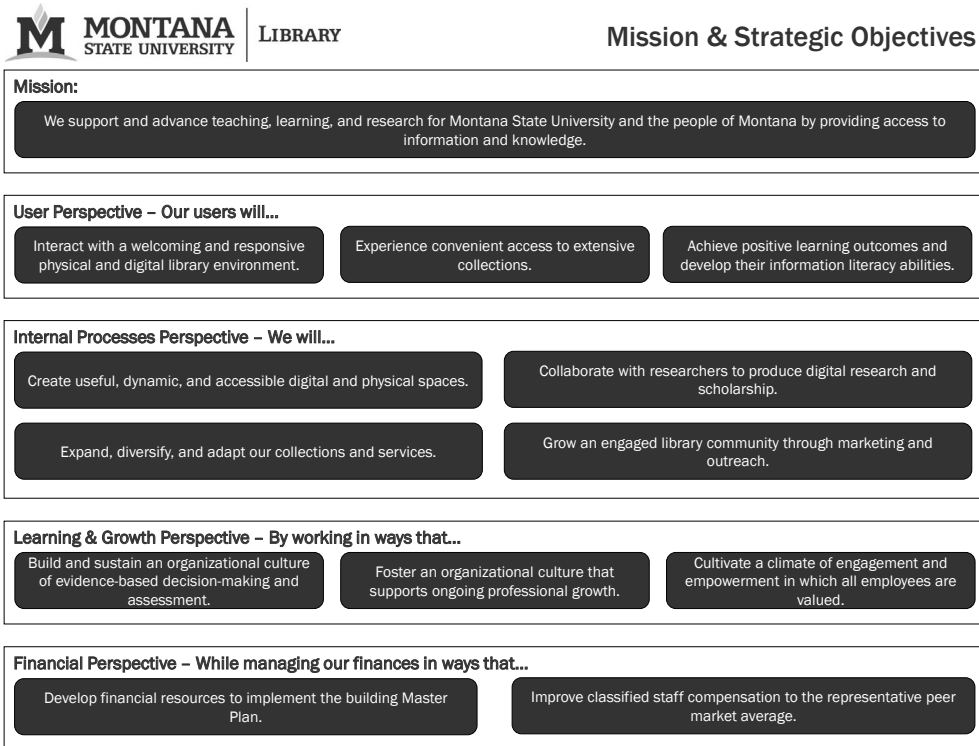 MONTANA
STATE UNIVERSITY
LIBRARY
Mission & Strategic Objectives
Mission:
We support and advance teaching, learning, and research for Montana State University and the people of Montana by providing access to
information and knowledge.
User Perspective – Our users will...
Interact with a welcoming and responsive
physical and digital library environment.
Experience convenient access to extensive
collections.
Achieve positive learning outcomes and
develop their information literacy abilities.
Internal Processes Perspective – We will...
Create useful, dynamic, and accessible digital and physical spaces.
Collaborate with researchers to produce digital research and
scholarship.
Expand, diversify, and adapt our collections and services.
Grow an engaged library community through marketing and
outreach.
Learning & Growth Perspective – By working in ways that...
Build and sustain an organizational culture
of evidence-based decision-making and
assessment.
Foster an organizational culture that
supports ongoing professional growth.
Cultivate a climate of engagement and
empowerment in which all employees are
valued.
Financial Perspective – While managing our finances in ways that...
Develop financial resources to implement the building Master
Plan.
Improve classified staff compensation to the representative peer
market average.